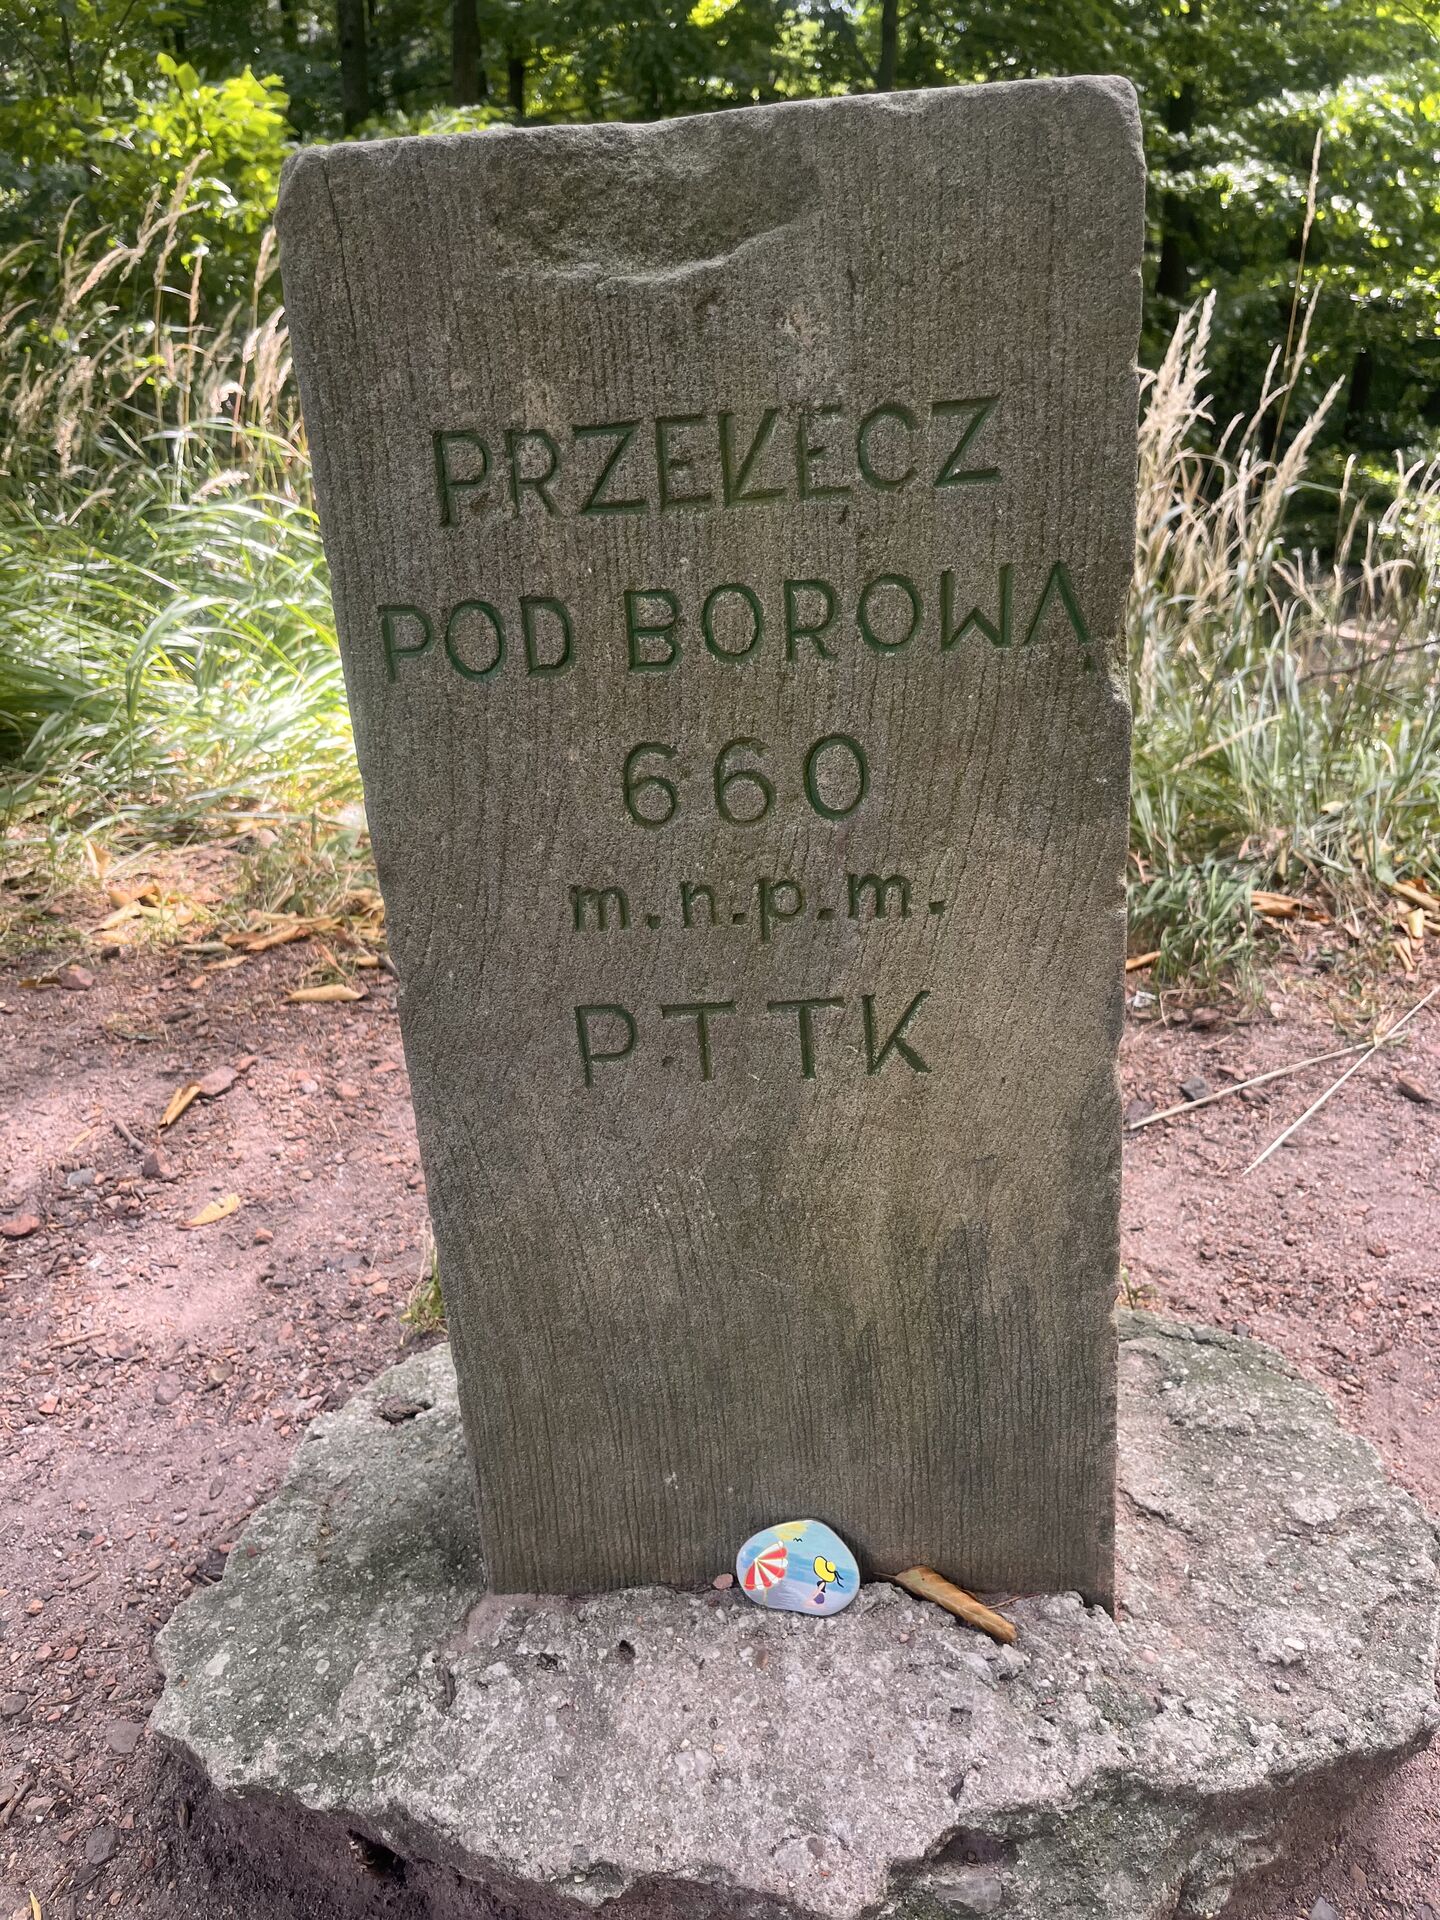 PRZEŁĘCZ
POD BOROWĄ
660
m.n.p.m.
PTTK